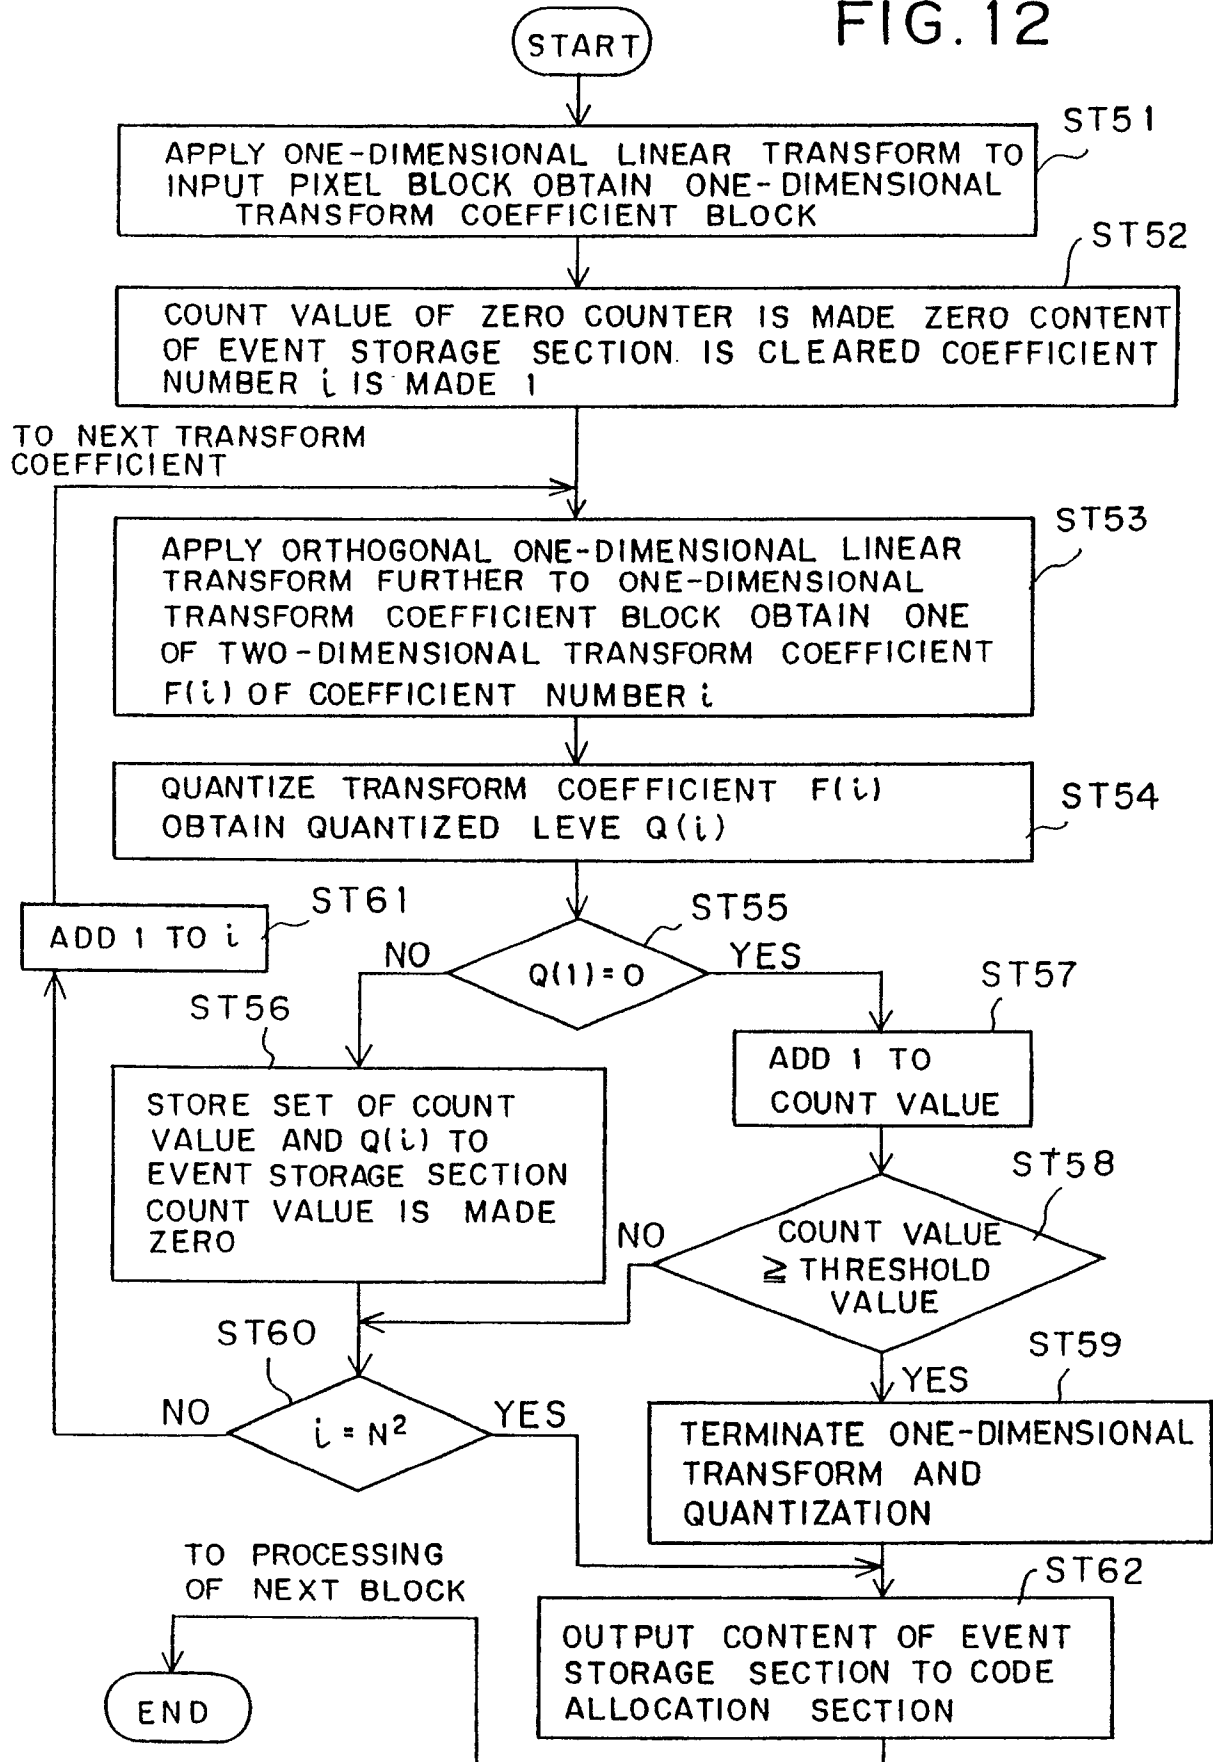 FIG. 12
START
ST51
APPLY ONE-DIMENSIONAL LINEAR TRANSFORM TO
INPUT PIXEL BLOCK OBTAIN ONE-DIMENSIONAL
TRANSFORM COEFFICIENT BLOCK
ST52
COUNT VALUE OF ZERO COUNTER IS MADE ZERO CONTENT
OF EVENT STORAGE SECTION IS CLEARED COEFFICIENT
NUMBER i IS MADE 1
TO NEXT TRANSFORM
COEFFICIENT
ST53
APPLY ORTHOGONAL ONE-DIMENSIONAL LINEAR
TRANSFORM FURTHER TO ONE-DIMENSIONAL
TRANSFORM COEFFICIENT BLOCK OBTAIN ONE
OF TWO-DIMENSIONAL TRANSFORM COEFFICIENT
F(i) OF COEFFICIENT NUMBER i
ST54
QUANTIZE TRANSFORM COEFFICIENT F(i)
OBTAIN QUANTIZED LEVE Q(i)
ST61
ADD 1 TO i
ST55
NO
Q(1)=0
YES
ST56
STORE SET OF COUNT
VALUE AND Q(i) TO
EVENT STORAGE SECTION
COUNT VALUE IS MADE
ZERO
ST57
ADD 1 TO
COUNT VALUE
ST58
NO
COUNT VALUE
≧ THRESHOLD
VALUE
YES
ST59
TERMINATE ONE-DIMENSIONAL
TRANSFORM AND
QUANTIZATION
ST60
NO
i = N²
YES
ST62
OUTPUT CONTENT OF EVENT
STORAGE SECTION TO CODE
ALLOCATION SECTION
TO PROCESSING
OF NEXT BLOCK
END